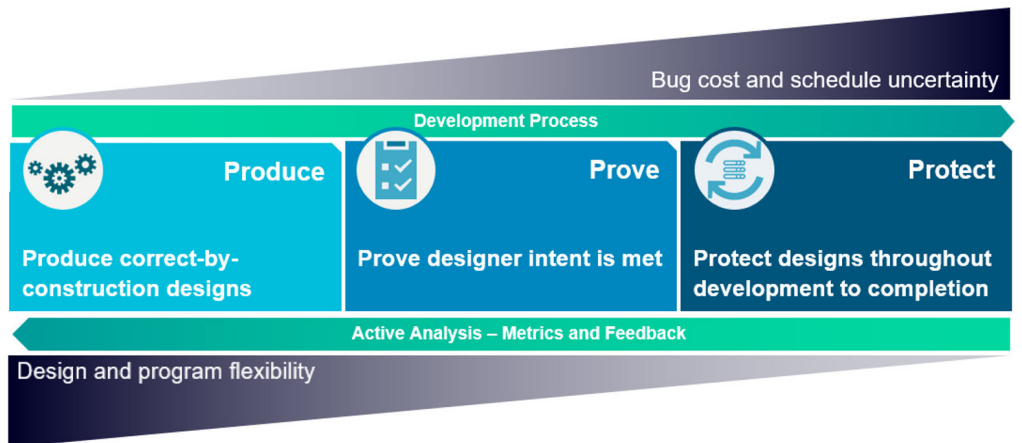 Bug cost and schedule uncertainty
Development Process
Produce
Produce correct-by-
construction designs
Prove
Prove designer intent is met
Protect
Protect designs throughout
development to completion
Active Analysis – Metrics and Feedback
Design and program flexibility